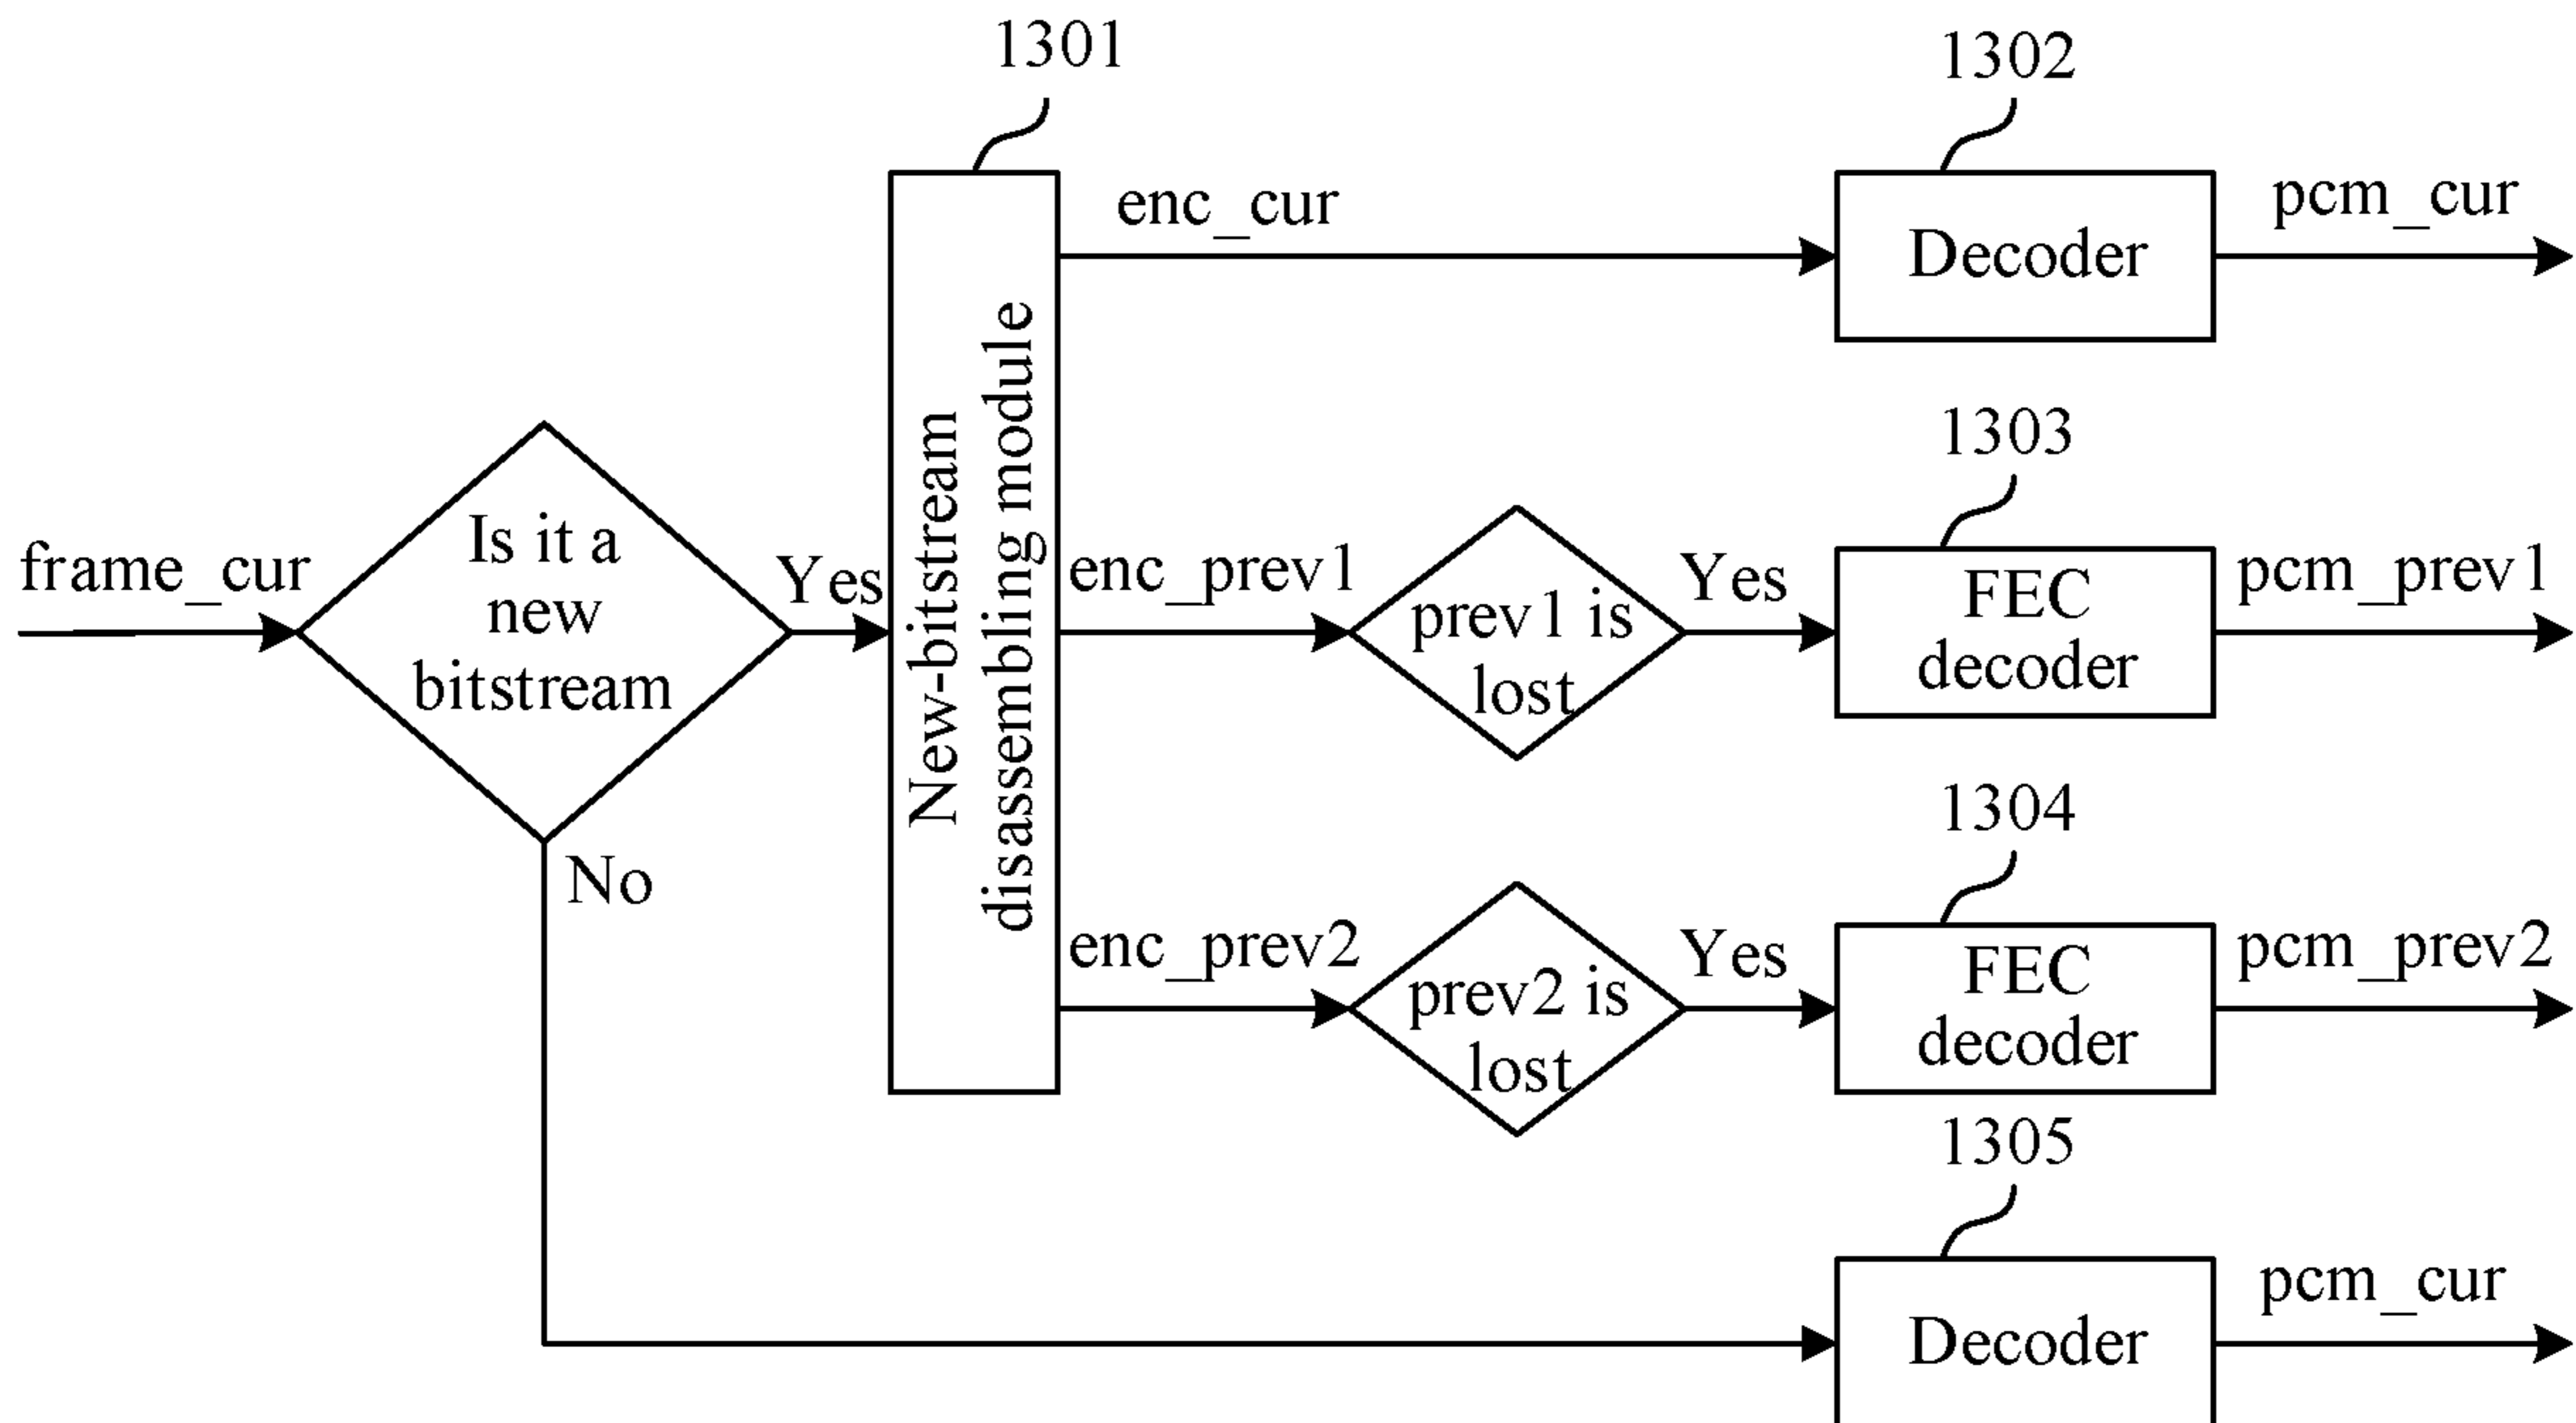 1301
1302
enc_cur
Decoder
pcm_cur
frame_cur
Is it a
new
bitstream
Yes
No
New-bitstream
disassembling module
enc_prev1
prev1 is
lost
Yes
1303
FEC
decoder
pcm_prev1
enc_prev2
prev2 is
lost
Yes
1304
FEC
decoder
pcm_prev2
1305
Decoder
pcm_cur